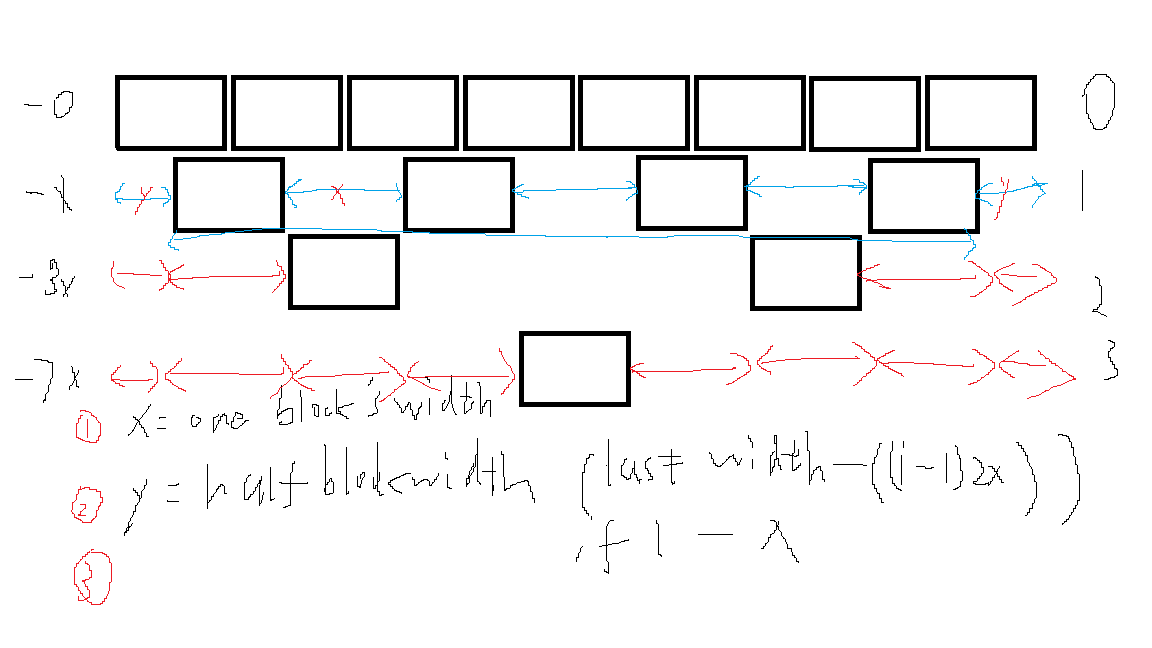 -0
0
y
x
y
-x
1
-3x
2
-7x
3
① x = one block's width
② y = half blockwidth (last width - ((i-1)2x))
if 1 - x
③